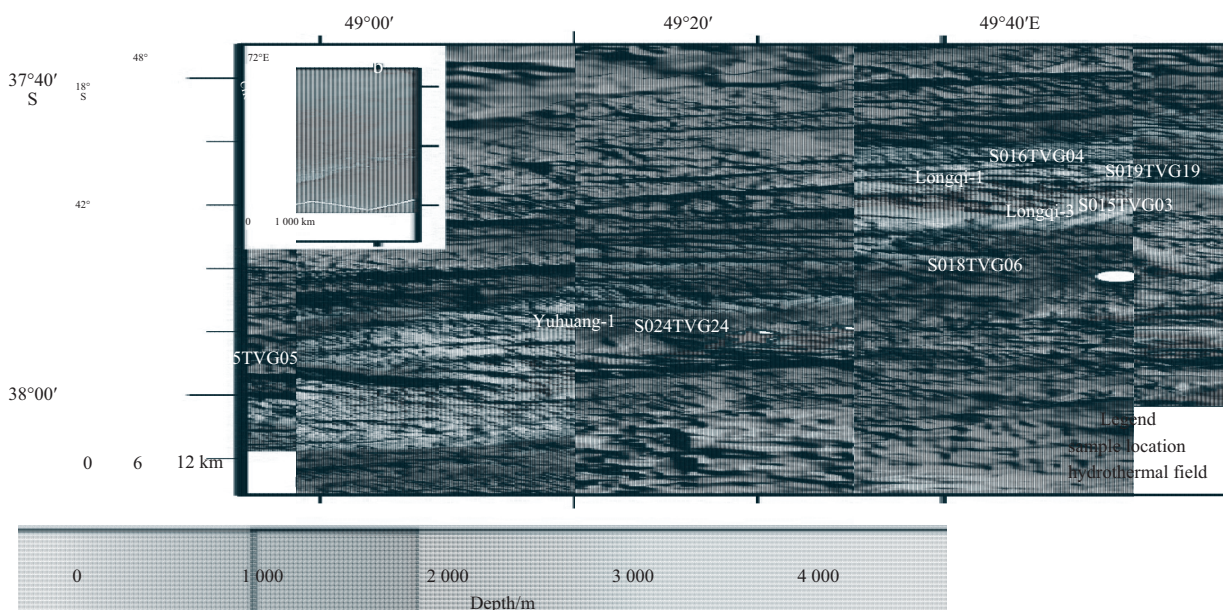 49°00′ 49°20′ 49°40′E
48° 72°E
37°40′
S
18°
S
42°
0 1 000 km
S016TVG04
S019TVG19
Longqi-1
Longqi-3
S015TVG03
S018TVG06
Yuhuang-1
S024TVG24
5TVG05
38°00′
0 6 12 km
Legend
sample location
hydrothermal field
0 1 000 2 000 3 000 4 000
Depth/m